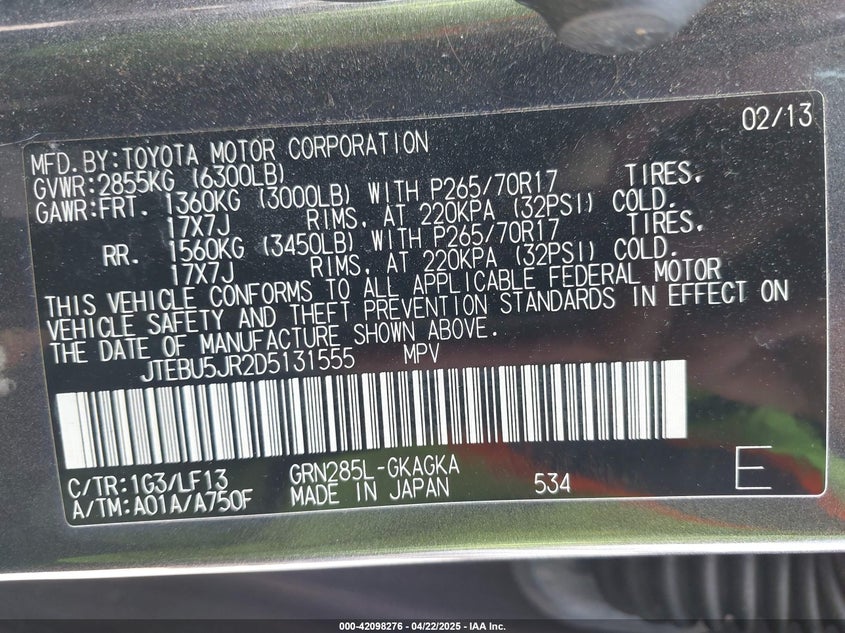 02/13
MFD. BY: TOYOTA MOTOR CORPORATION
GVWR: 2855KG (6300LB)
GAWR: FRT. 1360KG (3000LB) WITH P265/70R17 TIRES,
17X7J RIMS, AT 220KPA (32PSI) COLD.
RR. 1560KG (3450LB) WITH P265/70R17 TIRES,
17X7J RIMS, AT 220KPA (32PSI) COLD.
THIS VEHICLE CONFORMS TO ALL APPLICABLE FEDERAL MOTOR
VEHICLE SAFETY AND THEFT PREVENTION STANDARDS IN EFFECT ON
THE DATE OF MANUFACTURE SHOWN ABOVE.
JTEBU5JR2D5131555 MPV
C/TR: 1G3/LF13 GRN285L-GKAGKA
A/TM: A01A/A750F MADE IN JAPAN 534 E
000-42098276 - 04/22/2025 - IAA Inc.